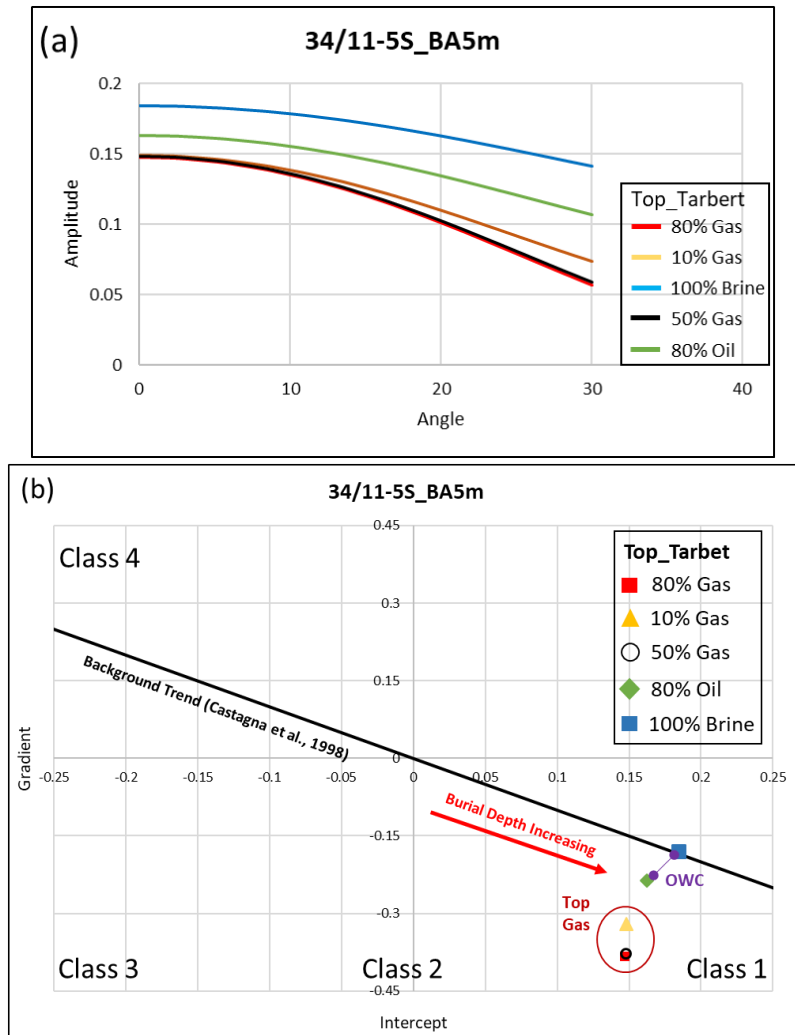 (a)
34/11-5S_BA5m
0.2
0.15
0.1
0.05
0
Amplitude
0
10
20
30
40
Angle
Top_Tarbert
80% Gas
10% Gas
100% Brine
50% Gas
80% Oil
(b)
34/11-5S_BA5m
0.45
0.3
0.15
0
-0.15
-0.3
-0.45
Class 4
Background Trend (Castagna et al., 1998)
Gradient
-0.25
-0.2
-0.15
-0.1
-0.05
0.05
0.1
0.15
0.2
0.25
Top_Tarbet
80% Gas
10% Gas
50% Gas
80% Oil
100% Brine
Burial Depth Increasing
OWC
Top
Gas
Class 3
Class 2
Class 1
Intercept